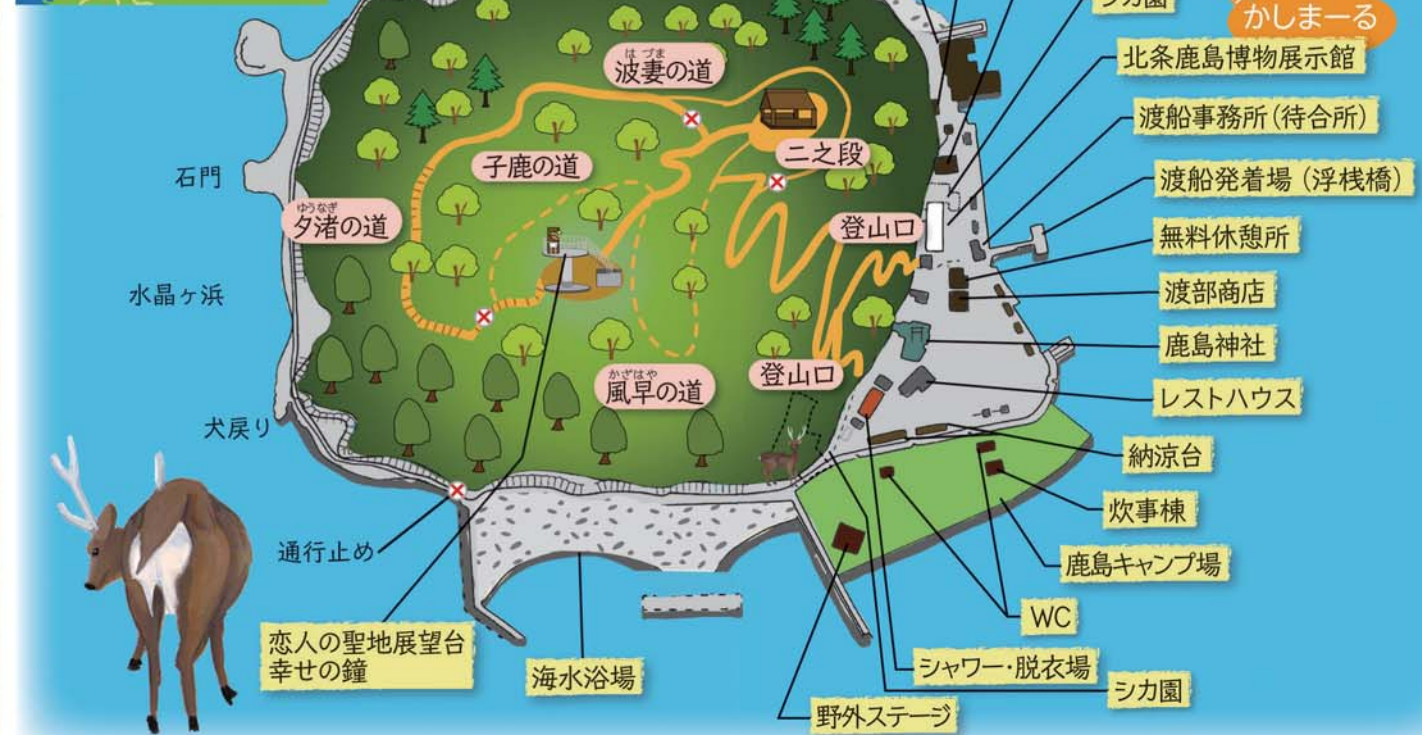 シカ園
かしまーる
北条鹿島博物展示館
渡船事務所(待合所)
渡船発着場(浮桟橋)
無料休憩所
渡部商店
鹿島神社
レストハウス
納涼台
炊事棟
鹿島キャンプ場
WC
シャワー・脱衣場
シカ園
野外ステージ
はづま
波妻の道
二之段
子鹿の道
登山口
ゆうなぎ
夕渚の道
かざはや
風早の道
登山口
石門
水晶ヶ浜
犬戻り
通行止め
恋人の聖地展望台
幸せの鐘
海水浴場